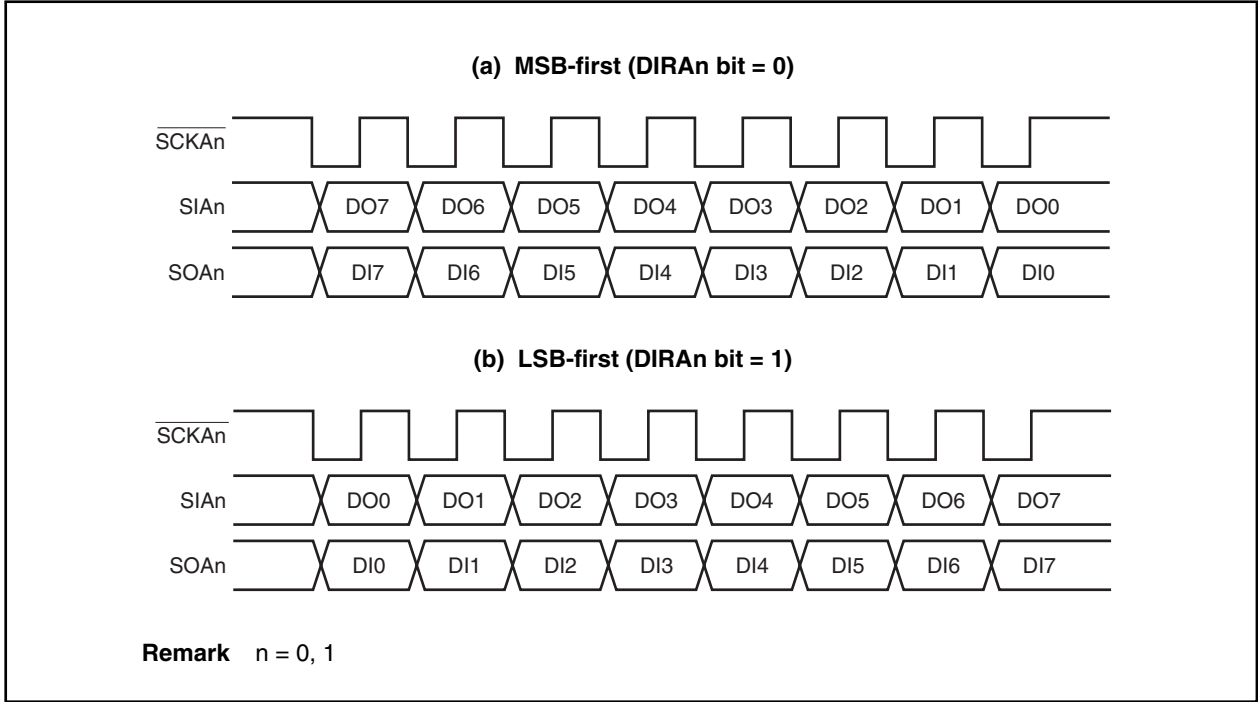 (a) MSB-first (DIRAn bit = 0)
SCKAn
SIAn DO7 DO6 DO5 DO4 DO3 DO2 DO1 DO0
SOAn DI7 DI6 DI5 DI4 DI3 DI2 DI1 DI0
(b) LSB-first (DIRAn bit = 1)
SCKAn
SIAn DO0 DO1 DO2 DO3 DO4 DO5 DO6 DO7
SOAn DI0 DI1 DI2 DI3 DI4 DI5 DI6 DI7
Remark n = 0, 1